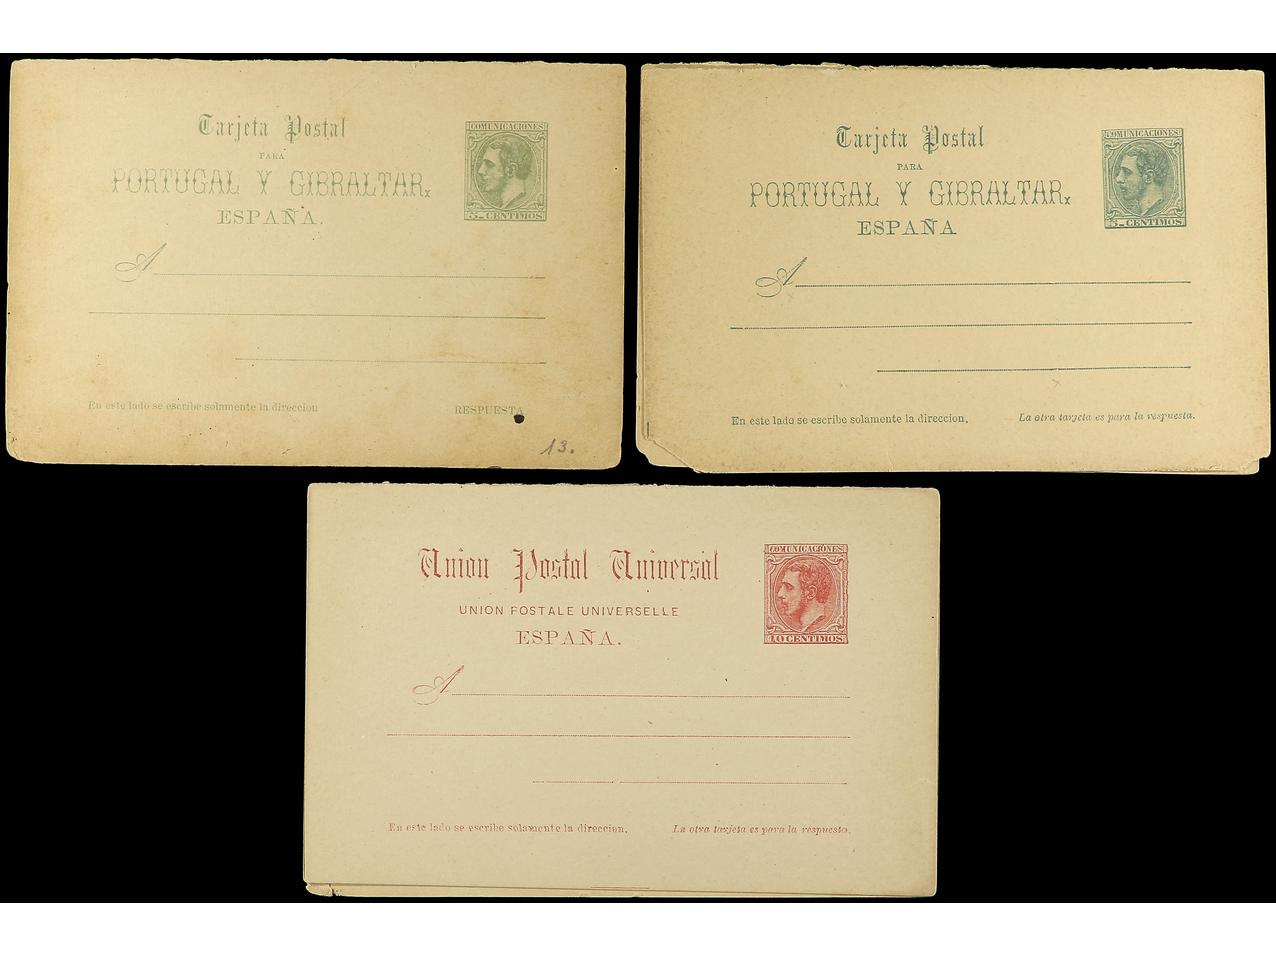 Tarjeta Postal
PARA
PORTUGAL Y GIBRALTAR.
ESPAÑA.
COMUNICACIONES
5 CENTIMOS
A
En este lado se escribe solamente la direccion
RESPUESTA
13.
Tarjeta Postal
PARA
PORTUGAL Y GIBRALTAR.
ESPAÑA
COMUNICACIONES
5 CENTIMOS
A
En este lado se escribe solamente la direccion.
La otra tarjeta es para la respuesta.
Union Postal Universal
UNION POSTALE UNIVERSELLE
ESPAÑA.
COMUNICACIONES
10 CENTIMOS
A
En este lado se escribe solamente la direccion.
La otra tarjeta es para la respuesta.